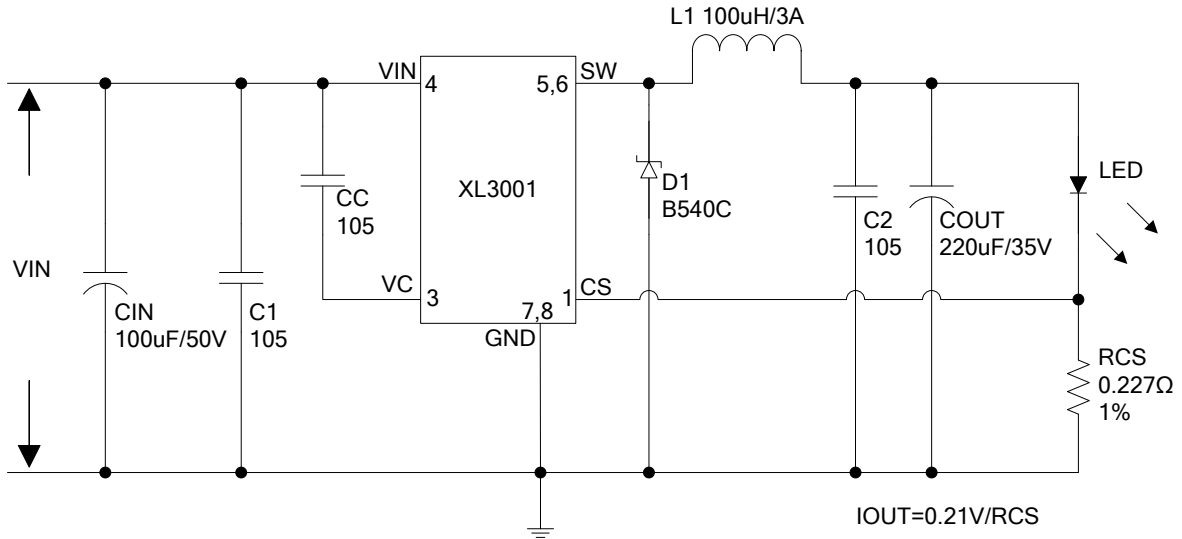 L1 100uH/3A
VIN
4
5,6
SW
LED
XL3001
CC
105
D1
B540C
C2
105
COUT
220uF/35V
VIN
VC
3
7,8
1
CS
GND
CIN
100uF/50V
C1
105
RCS
0.227Ω
1%
IOUT=0.21V/RCS